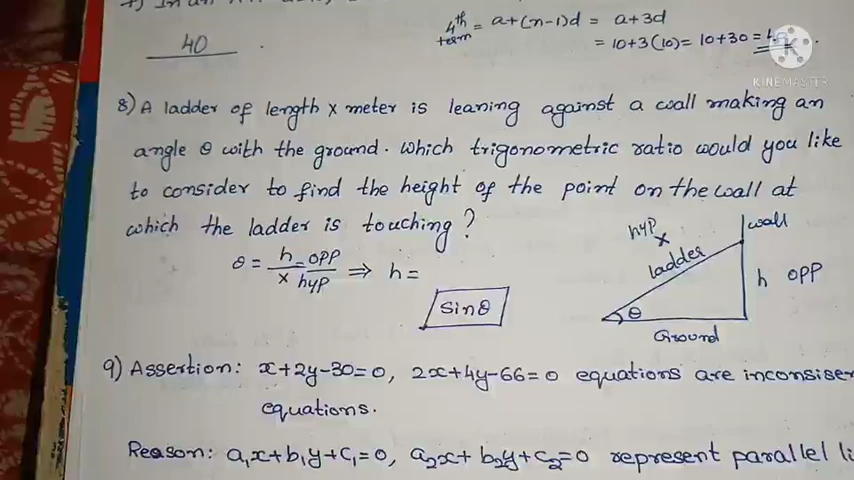 4th term = a+(n-1)d = a+3d
40
= 10+3(10) = 10+30 =
KINEMASTER
8) A ladder of length x meter is leaning against a wall making an
angle θ with the ground. Which trigonometric ratio would you like
to consider to find the height of the point on the wall at
which the ladder is touching?
θ = h/x = OPP/hyp ⇒ h =
sinθ
hyp
x
ladder
wall
h OPP
θ
Ground
9) Assertion: x+2y-30=0, 2x+4y-66=0 equations are
equations.
Reason: a₁x+b₁y+c₁=0, a₂x+b₂y+c₂=0 represent parallel